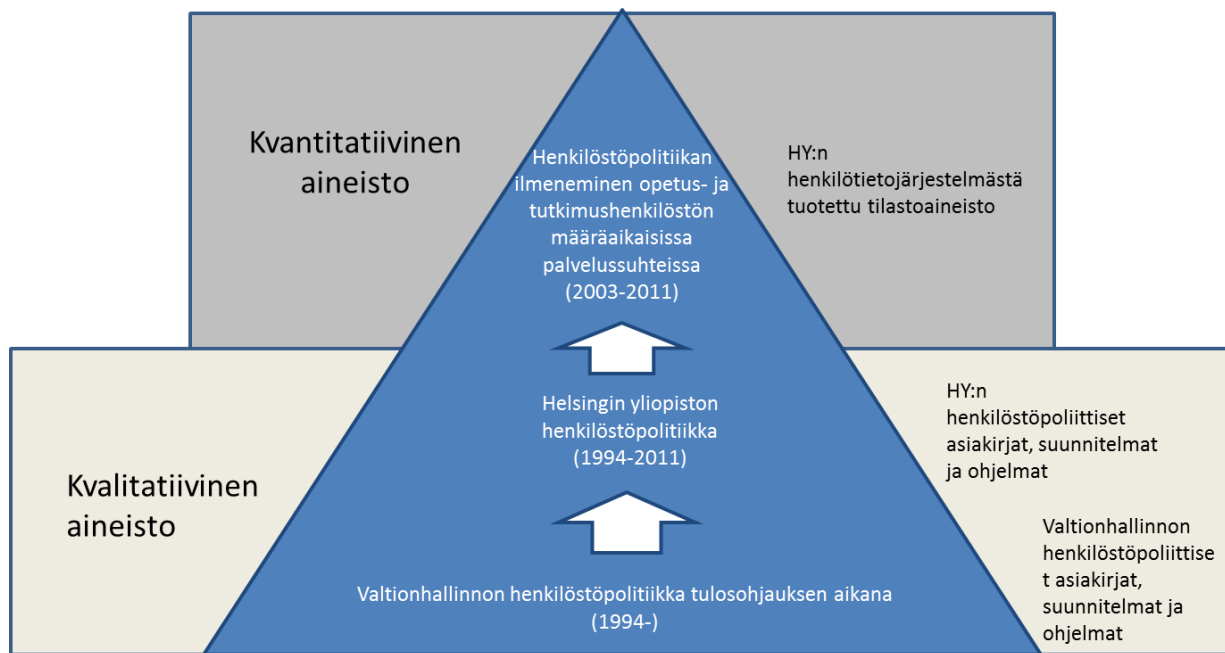 Kvantitatiivinen
aineisto
Henkilöstöpolitiikan
ilmeneminen opetus- ja
tutkimushenkilöstön
määräaikaisissa
palvelussuhteissa
(2003-2011)
HY:n
henkilötietojärjestelmästä
tuotettu tilastoaineisto
Kvalitatiivinen
aineisto
Helsingin yliopiston
henkilöstöpolitiikka
(1994-2011)
HY:n
henkilöstöpoliittiset
asiakirjat, suunnitelmat
ja ohjelmat
Valtionhallinnon henkilöstöpolitiikka tulosohjauksen aikana
(1994-)
Valtionhallinnon
henkilöstöpoliittise
t asiakirjat,
suunnitelmat ja
ohjelmat